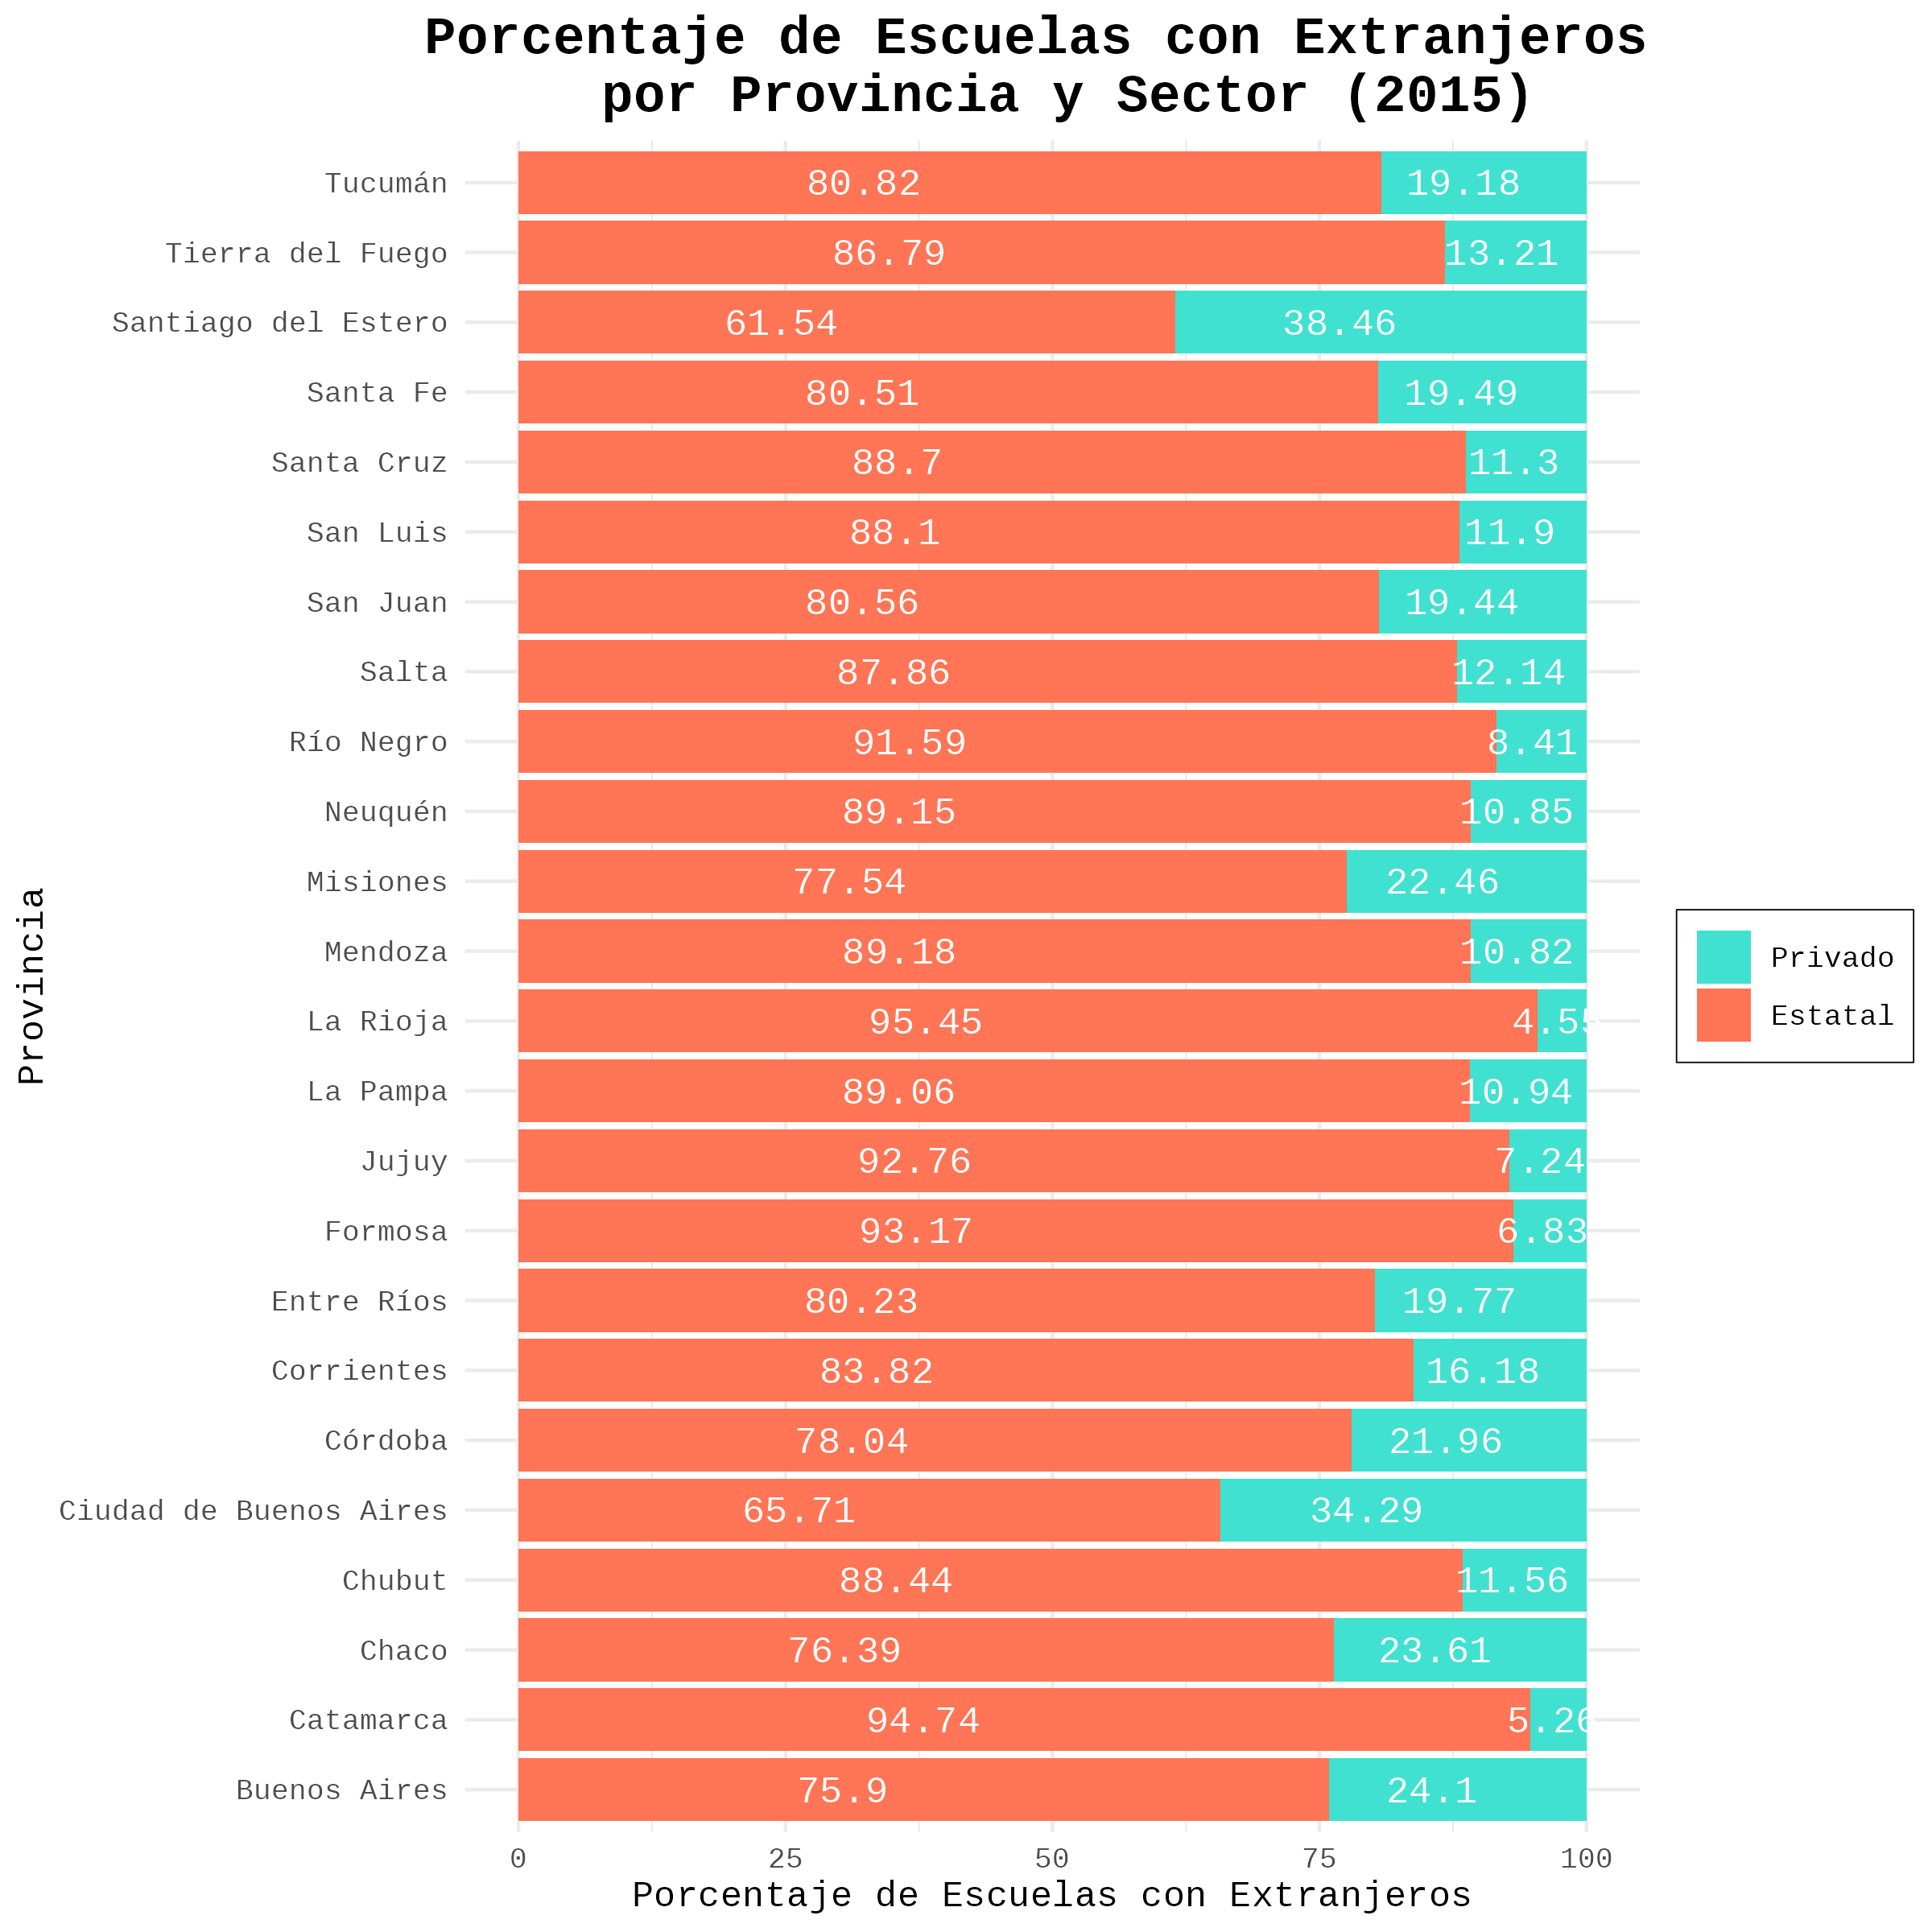 Porcentaje de Escuelas con Extranjeros
por Provincia y Sector (2015)
Tucumán 80.82 19.18
Tierra del Fuego 86.79 13.21
Santiago del Estero 61.54 38.46
Santa Fe 80.51 19.49
Santa Cruz 88.7 11.3
San Luis 88.1 11.9
San Juan 80.56 19.44
Salta 87.86 12.14
Río Negro 91.59 8.41
Neuquén 89.15 10.85
Misiones 77.54 22.46
Mendoza 89.18 10.82
La Rioja 95.45 4.55
La Pampa 89.06 10.94
Jujuy 92.76 7.24
Formosa 93.17 6.83
Entre Ríos 80.23 19.77
Corrientes 83.82 16.18
Córdoba 78.04 21.96
Ciudad de Buenos Aires 65.71 34.29
Chubut 88.44 11.56
Chaco 76.39 23.61
Catamarca 94.74 5.26
Buenos Aires 75.9 24.1
0 25 50 75 100
Porcentaje de Escuelas con Extranjeros
Provincia
Privado
Estatal